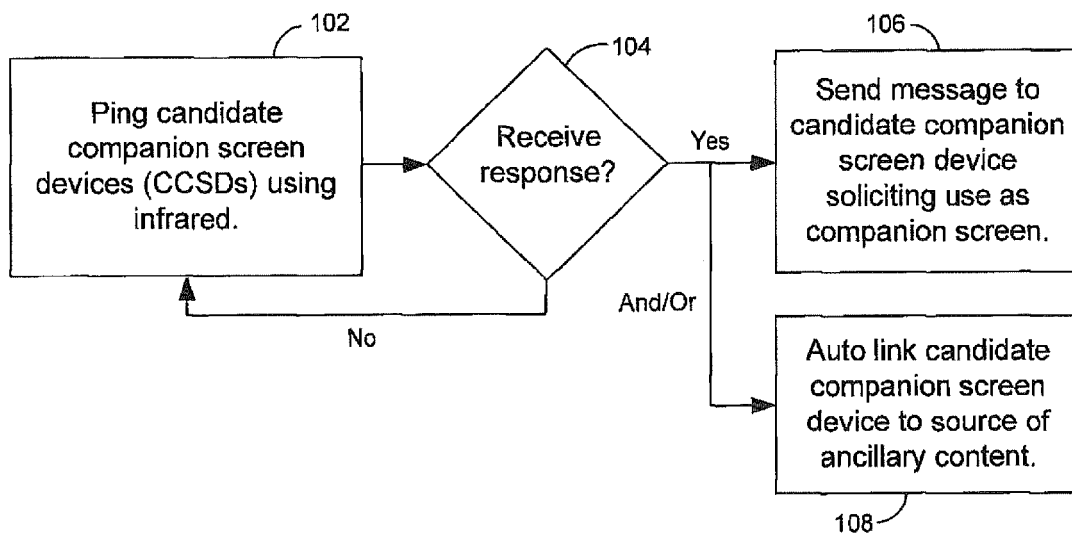 102
Ping candidate
companion screen
devices (CCSDs) using
infrared.
104
Receive
response?
Yes
No
And/Or
106
Send message to
candidate companion
screen device
soliciting use as
companion screen.
Auto link candidate
companion screen
device to source of
ancillary content.
108